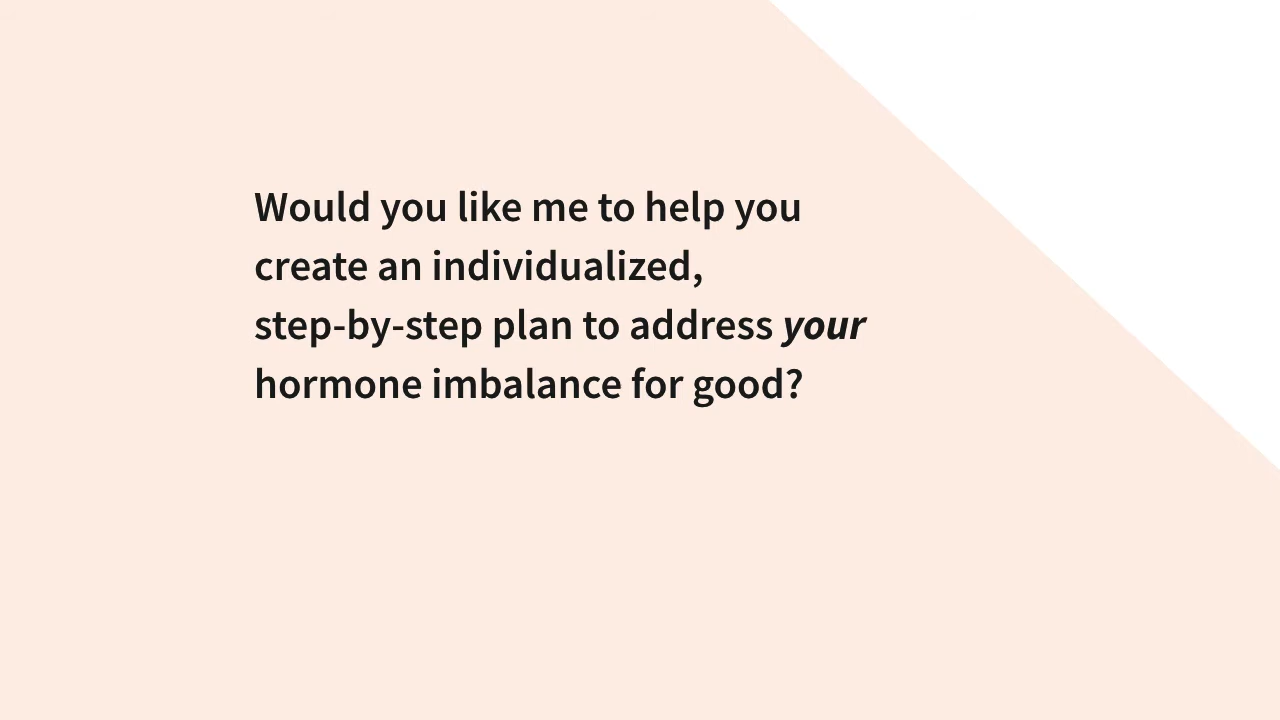 Would you like me to help you
create an individualized,
step-by-step plan to address your
hormone imbalance for good?